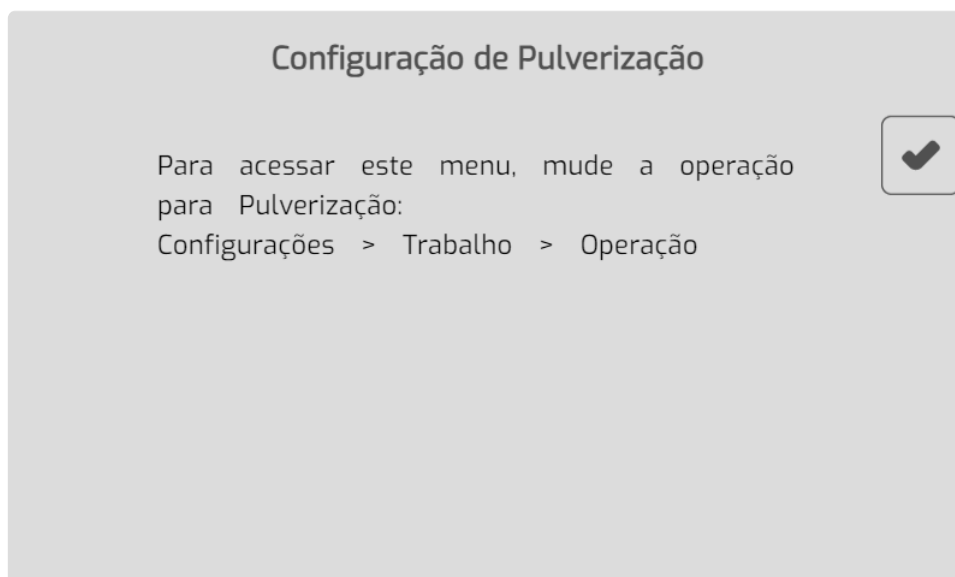 Configuração de Pulverização
Para acessar este menu, mude a operação
para Pulverização:
Configurações > Trabalho > Operação